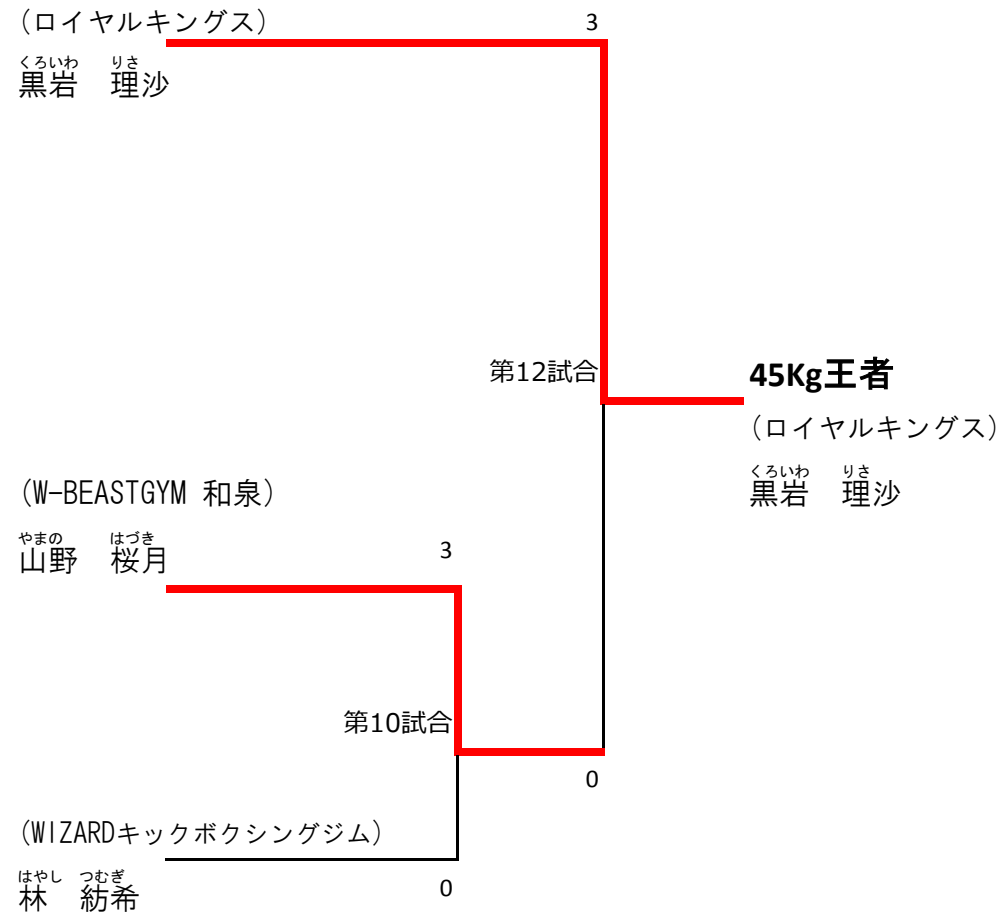 (ロイヤルキングス)
3
くろいわ りさ
黒岩 理沙
第12試合
45Kg王者
(ロイヤルキングス)
くろいわ りさ
黒岩 理沙
(W-BEASTGYM 和泉)
やまの はづき
山野 桜月
3
第10試合
0
(WIZARDキックボクシングジム)
はやし つむぎ
林 紡希
0